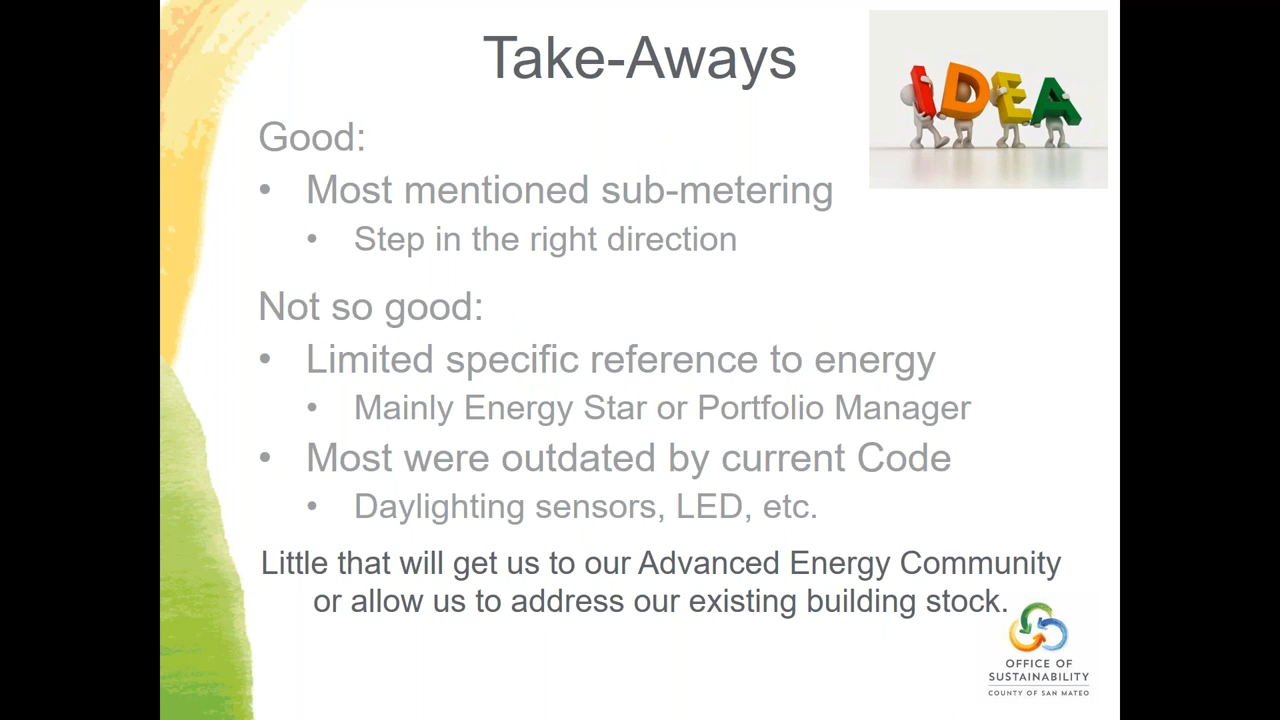 Take-Aways
IDEA
Good:
• Most mentioned sub-metering
• Step in the right direction
Not so good:
• Limited specific reference to energy
• Mainly Energy Star or Portfolio Manager
• Most were outdated by current Code
• Daylighting sensors, LED, etc.
Little that will get us to our Advanced Energy Community
or allow us to address our existing building stock.
OFFICE OF
SUSTAINABILITY
COUNTY OF SAN MATEO